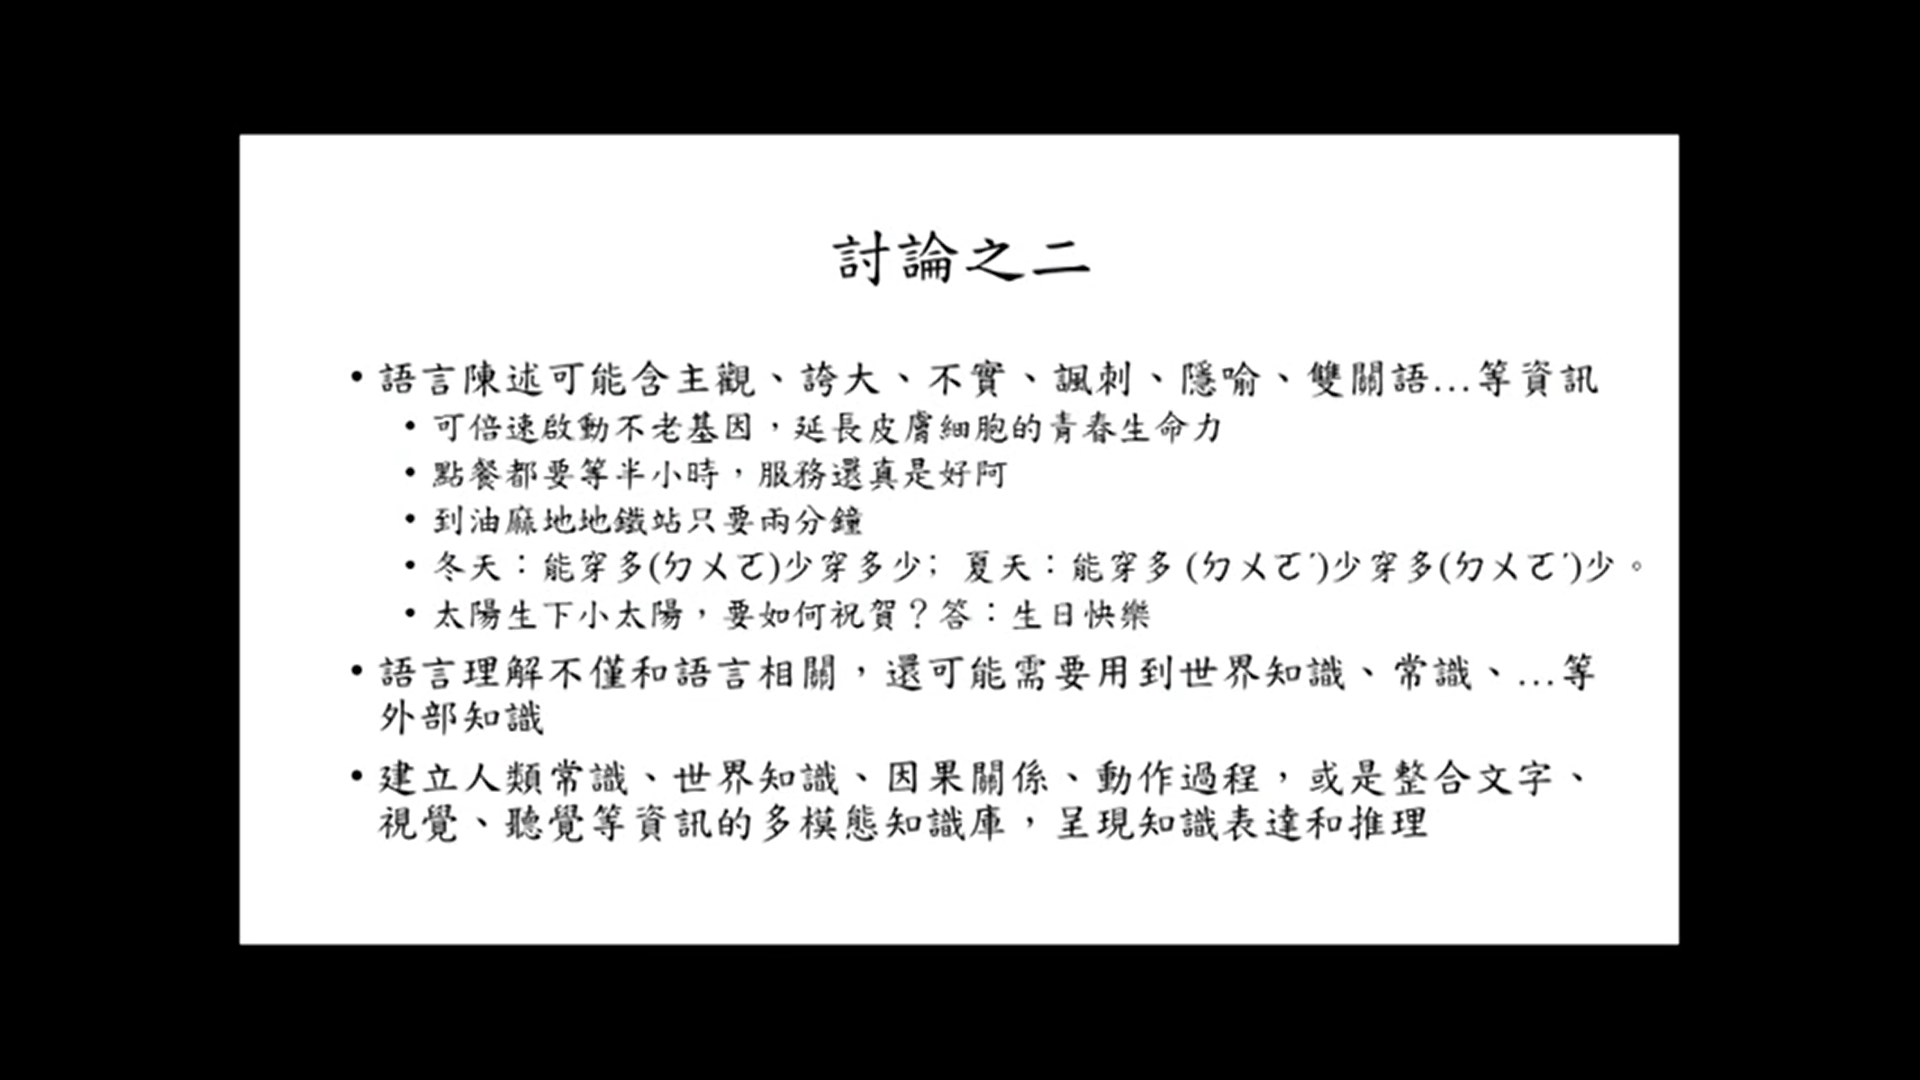 討論之二
• 語言陳述可能含主觀、誇大、不實、諷刺、隱喻、雙關語…等資訊
• 可倍速啟動不老基因，延長皮膚細胞的青春生命力
• 點餐都要等半小時，服務還真是好阿
• 到油麻地地鐵站只要兩分鐘
• 冬天：能穿多(ㄉㄨㄛ)少穿多少; 夏天：能穿多 (ㄉㄨㄛˊ)少穿多(ㄉㄨㄛˊ)少。
• 太陽生下小太陽，要如何祝賀？答：生日快樂
• 語言理解不僅和語言相關，還可能需要用到世界知識、常識、…等
外部知識
• 建立人類常識、世界知識、因果關係、動作過程，或是整合文字、
視覺、聽覺等資訊的多模態知識庫，呈現知識表達和推理